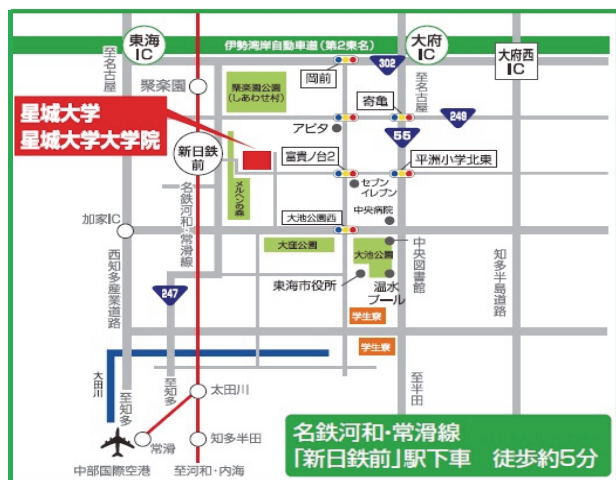 伊勢湾岸自動車道(第2東名)
東海
IC
大府
IC
大府西
IC
至名古屋
至名古屋
岡前
302
聚楽園
聚楽園公園
(しあわせ村)
寄亀
249
アピタ
55
星城大学
星城大学大学院
新日鉄
前
富貴ノ台2
平洲小学北東
セブン
イレブン
メルヘンの森
名鉄河和・常滑線
中央病院
大池公園西
加家IC
大窪公園
大池公園
中央図書館
西知多産業道路
知多半島道路
東海市役所
温水
プール
247
学生寮
学生寮
大田川
至知多
至知多
太田川
至半田
常滑
知多半田
中部国際空港
至河和・内海
名鉄河和・常滑線
「新日鉄前」駅下車 徒歩約5分